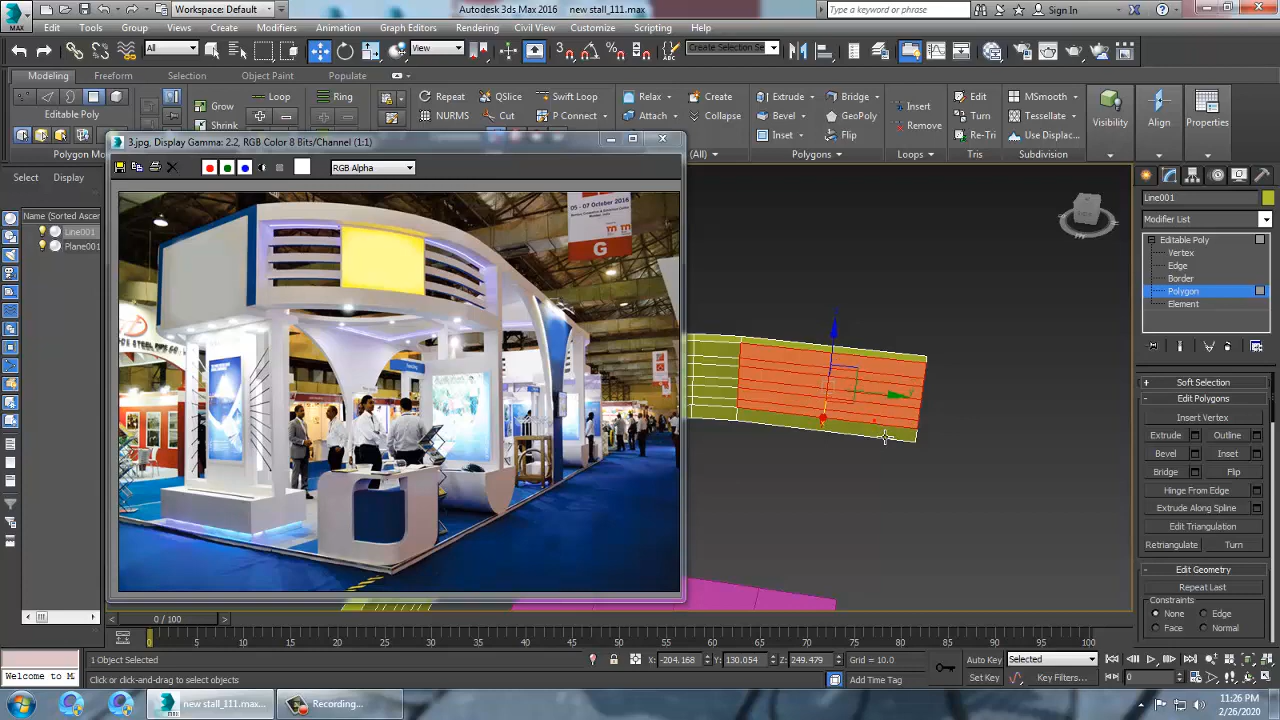 Workspace: Default
Autodesk 3ds Max 2016
new stall_111.max
Type a keyword or phrase
Sign In
MAX
Edit Tools Group Views Create Modifiers Animation Graph Editors Rendering Civil View Customize Scripting Help
All
View
Create Selection Se
Modeling Freeform Selection Object Paint Populate
Editable Poly
Grow Loop Ring Repeat QSlice Swift Loop Relax Create Extrude Bridge Insert Edit MSmooth
Shrink NURMS Cut P Connect Attach Bevel GeoPoly Remove Turn Tessellate Visibility Align Properties
Inset Flip Re-Tri
Polygon Mo (All) Polygons Loops Tris Subdivision
3.jpg, Display Gamma: 2.2, RGB Color 8 Bits/Channel (1:1)
RGB Alpha
Select Display
Name (Sorted Ascen
Line001
Plane001
05 - 07 October 2016
G
Line001
Modifier List
Editable Poly
Vertex
Edge
Border
Polygon
Element
Soft Selection
Edit Polygons
Insert Vertex
Extrude Outline
Bevel Inset
Bridge Flip
Hinge From Edge
Extrude Along Spline
Edit Triangulation
Retriangulate Turn
Edit Geometry
Repeat Last
Constraints
None Edge
Face Normal
0 / 100
0 5 10 15 20 25 30 35 40 45 50 55 60 65 70 75 80 85 90 95 100
1 Object Selected
X: -204.168 Y: 130.054 Z: 249.479 Grid = 10.0
Auto Key Selected
Welcome to M
Click or click-and-drag to select objects
Add Time Tag
Set Key Key Filters... 0
new stall_111.max...
Recording...
11:26 PM
2/26/2020